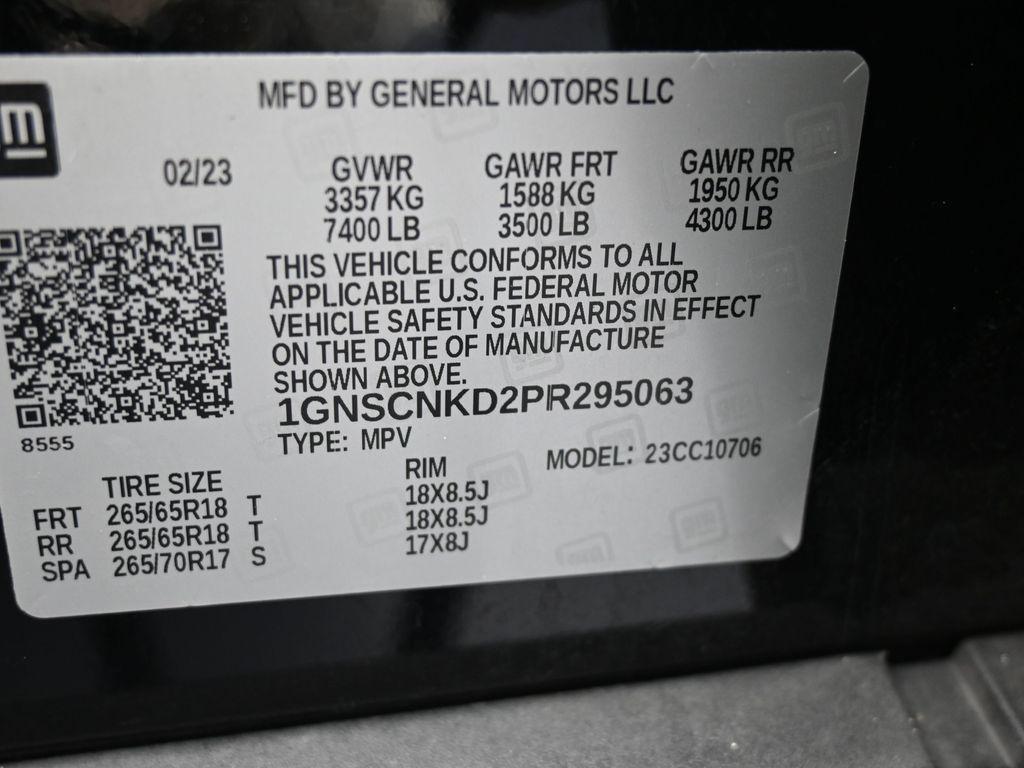 MFD BY GENERAL MOTORS LLC
02/23
GVWR GAWR FRT GAWR RR
3357 KG 1588 KG 1950 KG
7400 LB 3500 LB 4300 LB
THIS VEHICLE CONFORMS TO ALL
APPLICABLE U.S. FEDERAL MOTOR
VEHICLE SAFETY STANDARDS IN EFFECT
ON THE DATE OF MANUFACTURE
SHOWN ABOVE.
1GNSCNKD2PR295063
8555
TYPE: MPV
MODEL: 23CC10706
TIRE SIZE RIM
FRT 265/65R18 T 18X8.5J
RR 265/65R18 T 18X8.5J
SPA 265/70R17 S 17X8J